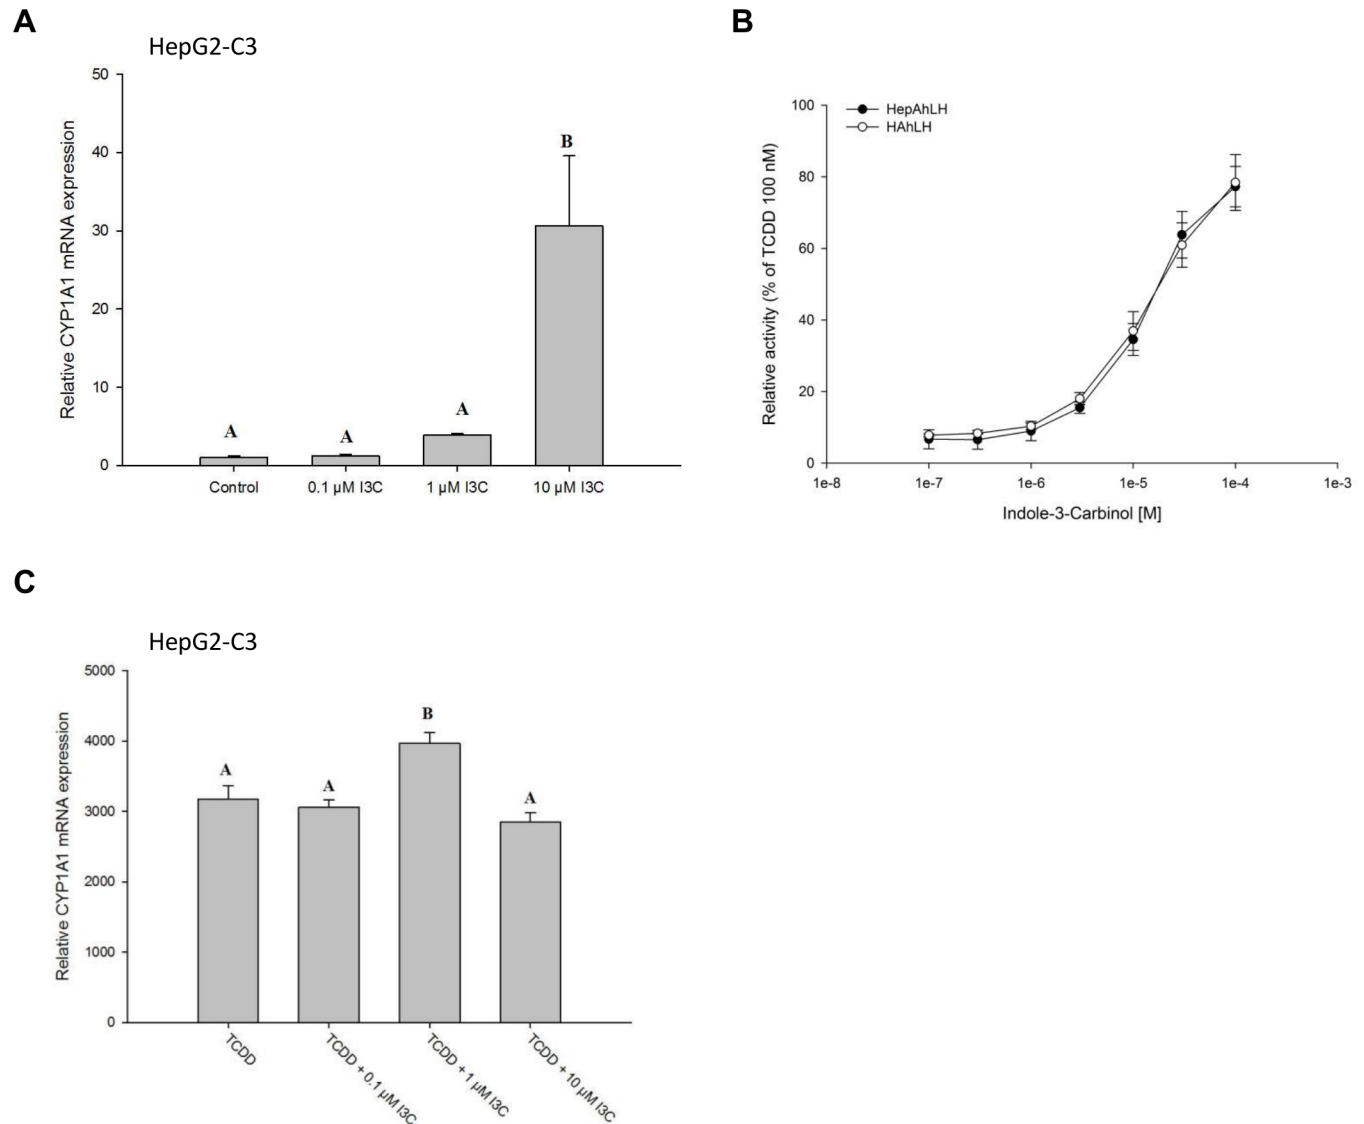 A
HepG2-C3
Relative CYP1A1 mRNA expression
50
40
30
20
10
0
A
A
A
B
Control
0.1 µM I3C
1 µM I3C
10 µM I3C
B
HepAhLH
HAhLH
Relative activity (% of TCDD 100 nM)
100
80
60
40
20
0
1e-8
1e-7
1e-6
1e-5
1e-4
1e-3
Indole-3-Carbinol [M]
C
HepG2-C3
Relative CYP1A1 mRNA expression
5000
4000
3000
2000
1000
0
A
A
B
A
TCDD
TCDD + 0.1 µM I3C
TCDD + 1 µM I3C
TCDD + 10 µM I3C